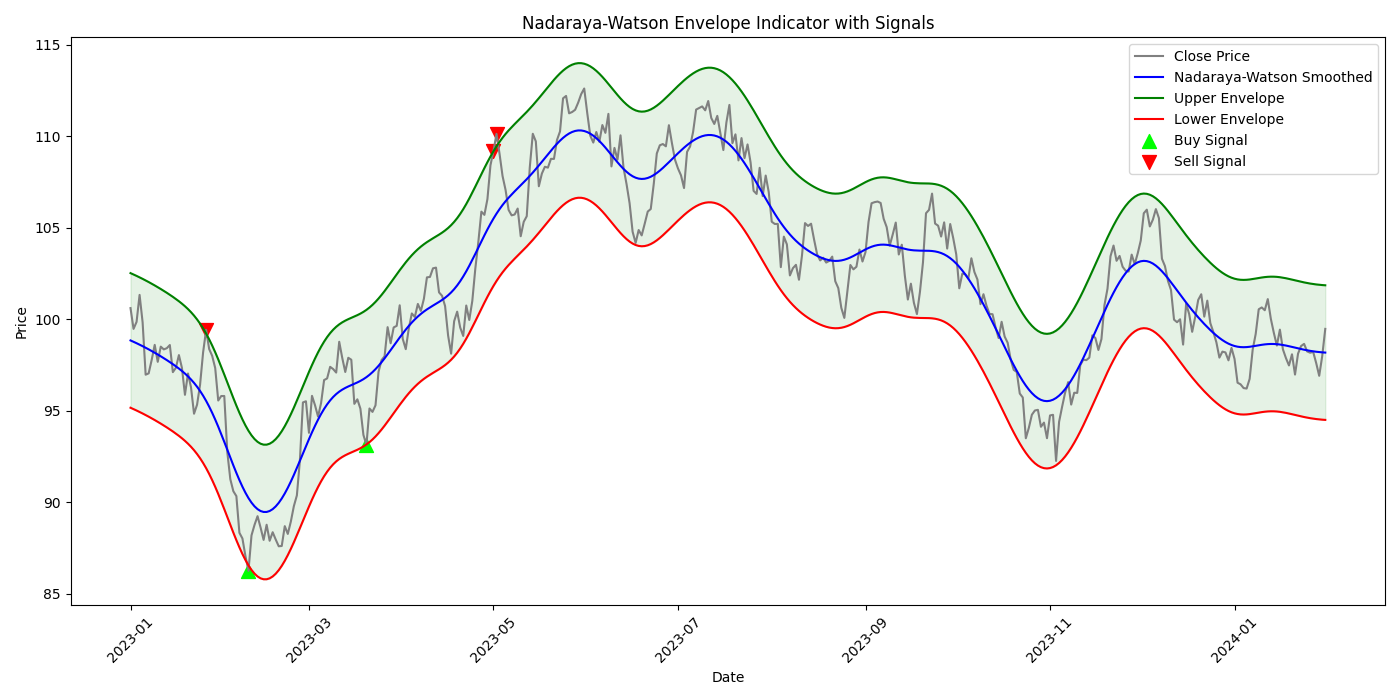 Nadaraya-Watson Envelope Indicator with Signals
115
110
105
100
95
90
85
Price
Close Price
Nadaraya-Watson Smoothed
Upper Envelope
Lower Envelope
Buy Signal
Sell Signal
2023-01
2023-03
2023-05
2023-07
2023-09
2023-11
2024-01
Date